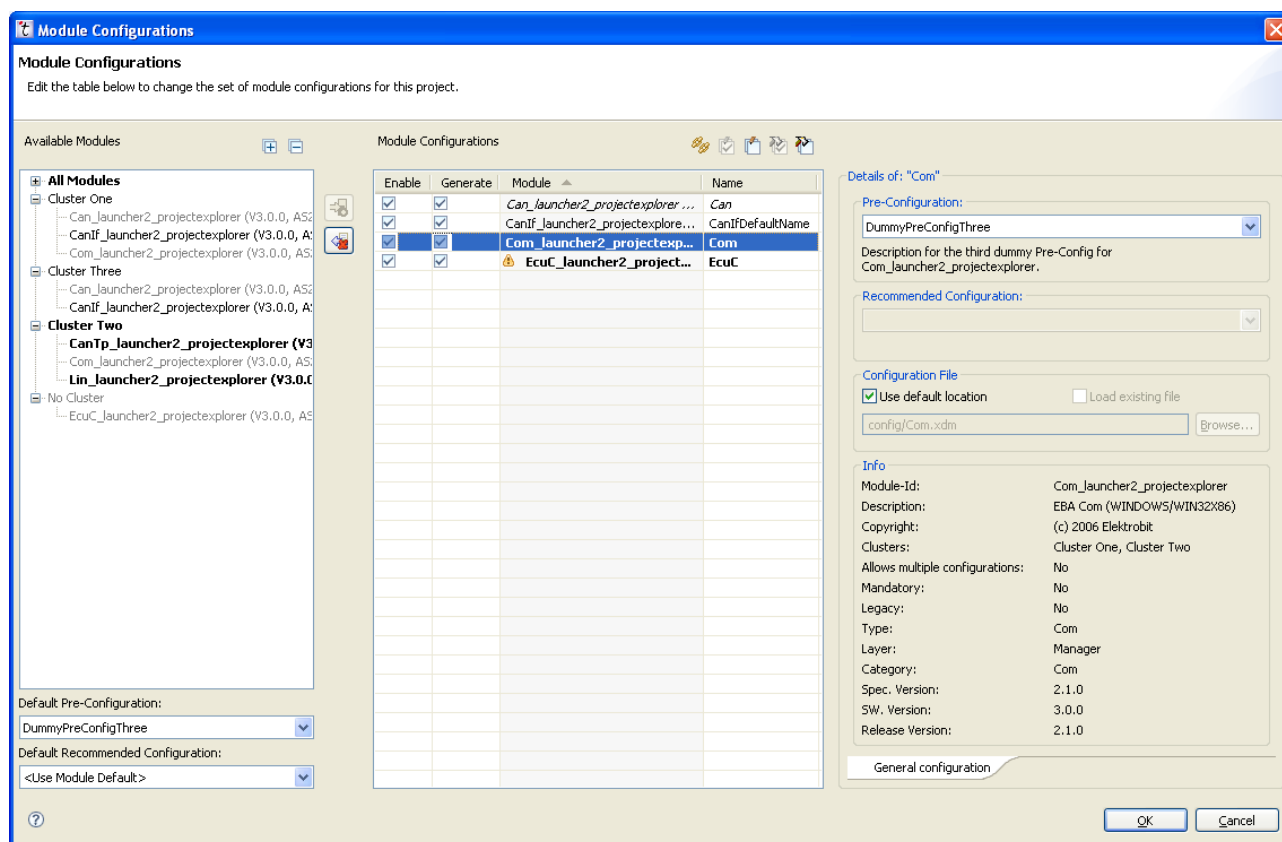 Module Configurations
Module Configurations
Edit the table below to change the set of module configurations for this project.
Available Modules
All Modules
Cluster One
Can_launcher2_projectexplorer (V3.0.0, AS2
CanIf_launcher2_projectexplorer (V3.0.0, A
Com_launcher2_projectexplorer (V3.0.0, AS
Cluster Three
Can_launcher2_projectexplorer (V3.0.0, AS2
CanIf_launcher2_projectexplorer (V3.0.0, A
Cluster Two
CanTp_launcher2_projectexplorer (V3
Com_launcher2_projectexplorer (V3.0.0, AS
Lin_launcher2_projectexplorer (V3.0.0
No Cluster
EcuC_launcher2_projectexplorer (V3.0.0, AS
Default Pre-Configuration:
DummyPreConfigThree
Default Recommended Configuration:
<Use Module Default>
Module Configurations
Enable Generate Module Name
Can_launcher2_projectexplorer ... Can
CanIf_launcher2_projectexplore... CanIfDefaultName
Com_launcher2_projectexp... Com
EcuC_launcher2_project... EcuC
Details of: "Com"
Pre-Configuration:
DummyPreConfigThree
Description for the third dummy Pre-Config for
Com_launcher2_projectexplorer.
Recommended Configuration:
Configuration File
Use default location Load existing file
config/Com.xdm Browse...
Info
Module-Id: Com_launcher2_projectexplorer
Description: EBA Com (WINDOWS/WIN32X86)
Copyright: (c) 2006 Elektrobit
Clusters: Cluster One, Cluster Two
Allows multiple configurations: No
Mandatory: No
Legacy: No
Type: Com
Layer: Manager
Category: Com
Spec. Version: 2.1.0
SW. Version: 3.0.0
Release Version: 2.1.0
General configuration
OK Cancel